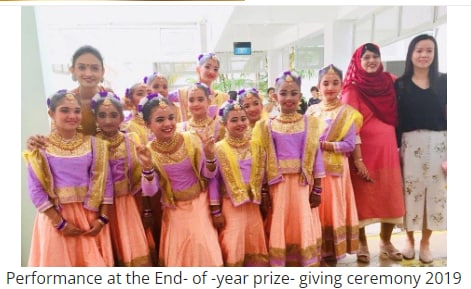 Performance at the End- of -year prize- giving ceremony 2019